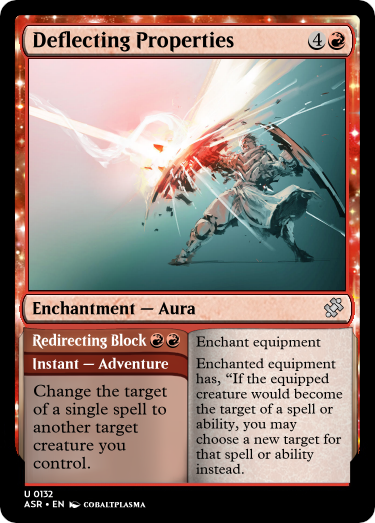 Deflecting Properties 4
Enchantment — Aura
Redirecting Block
Instant — Adventure
Change the target
of a single spell to
another target
creature you
control.
Enchant equipment
Enchanted equipment
has, “If the equipped
creature would become
the target of a spell or
ability, you may
choose a new target for
that spell or ability
instead.
U 0132
ASR • EN COBALTPLASMA